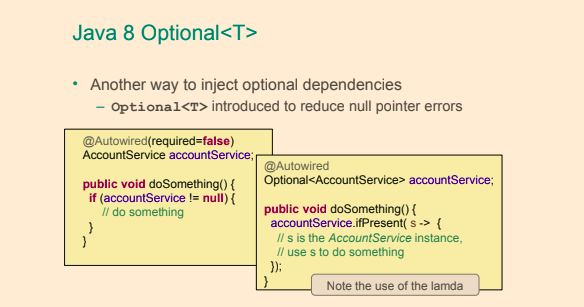 Java 8 Optional<T>
• Another way to inject optional dependencies
– Optional<T> introduced to reduce null pointer errors
@Autowired(required=false)
AccountService accountService;
public void doSomething() {
if (accountService != null) {
// do something
}
}
@Autowired
Optional<AccountService> accountService;
public void doSomething() {
accountService.ifPresent( s -> {
// s is the AccountService instance,
// use s to do something
});
}
Note the use of the lamda